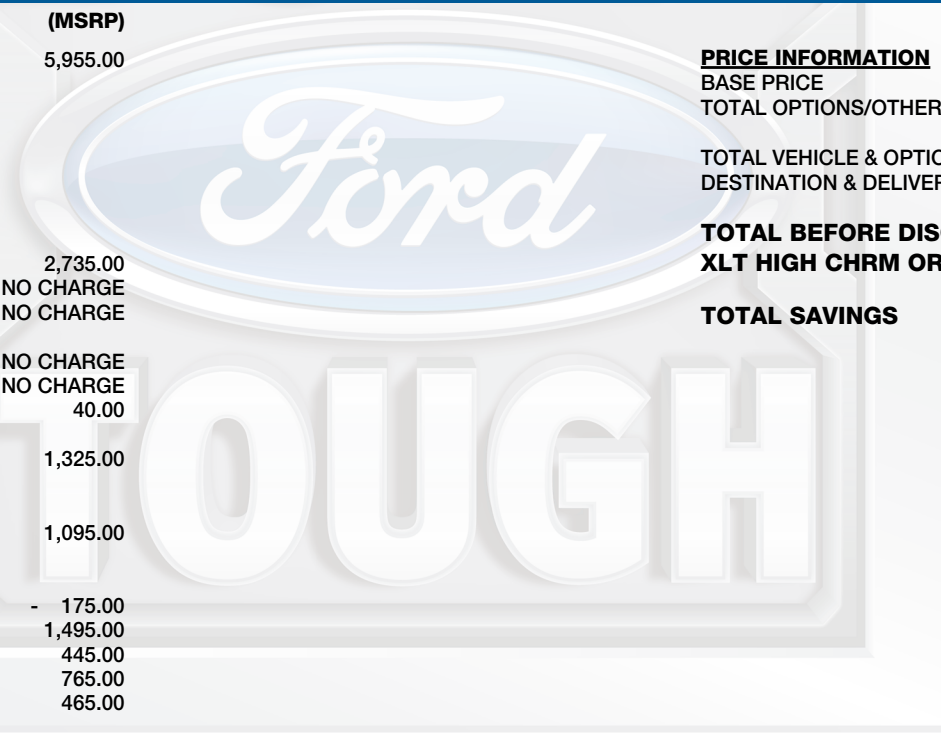 (MSRP)
5,955.00
2,735.00
NO CHARGE
NO CHARGE
NO CHARGE
NO CHARGE
40.00
1,325.00
1,095.00
- 175.00
1,495.00
445.00
765.00
465.00
PRICE INFORMATION
BASE PRICE
TOTAL OPTIONS/OTHER
TOTAL VEHICLE & OPTIO
DESTINATION & DELIVER
TOTAL BEFORE DIS
XLT HIGH CHRM OR
TOTAL SAVINGS
Ford
TOUGH